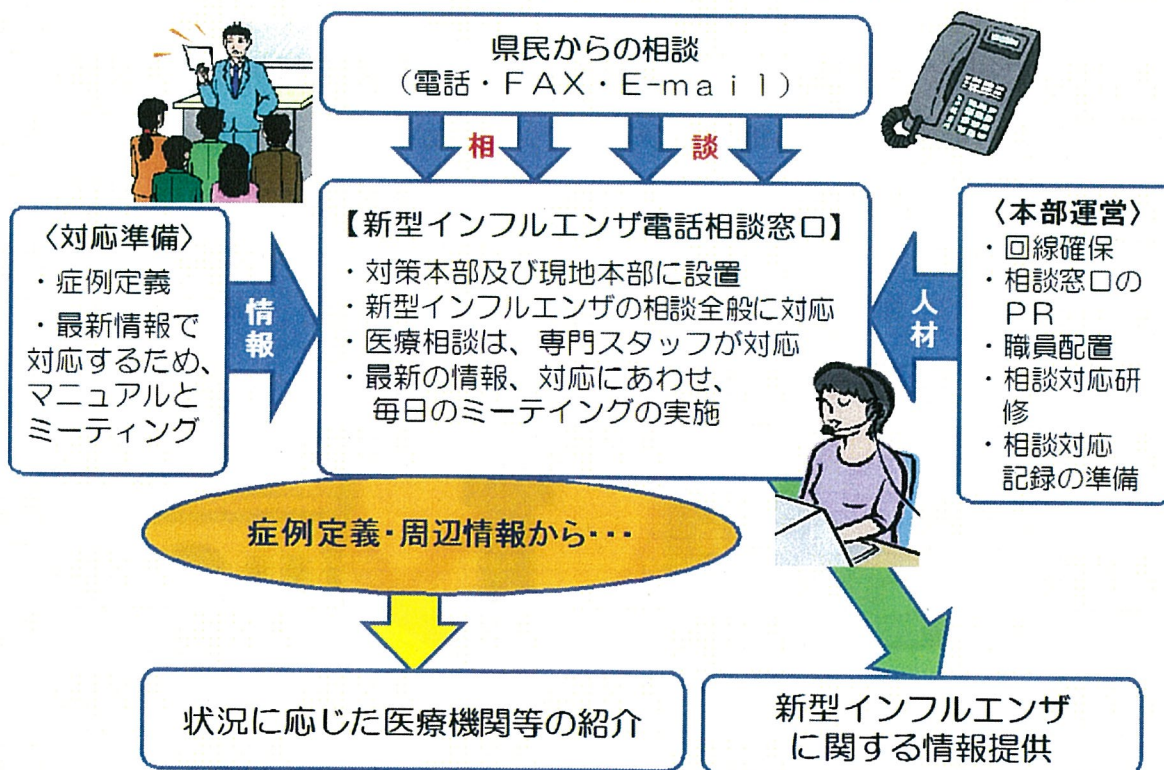 県民からの相談
（電話・ＦＡＸ・Ｅ-ｍａｉｌ）
相 談
〈対応準備〉
・症例定義
・最新情報で
対応するため、
マニュアルと
ミーティング
情報
【新型インフルエンザ電話相談窓口】
・対策本部及び現地本部に設置
・新型インフルエンザの相談全般に対応
・医療相談は、専門スタッフが対応
・最新の情報、対応にあわせ、
毎日のミーテイングの実施
人材
〈本部運営〉
・回線確保
・相談窓口の
ＰＲ
・職員配置
・相談対応研
修
・相談対応
記録の準備
症例定義・周辺情報から・・・
状況に応じた医療機関等の紹介
新型インフルエンザ
に関する情報提供